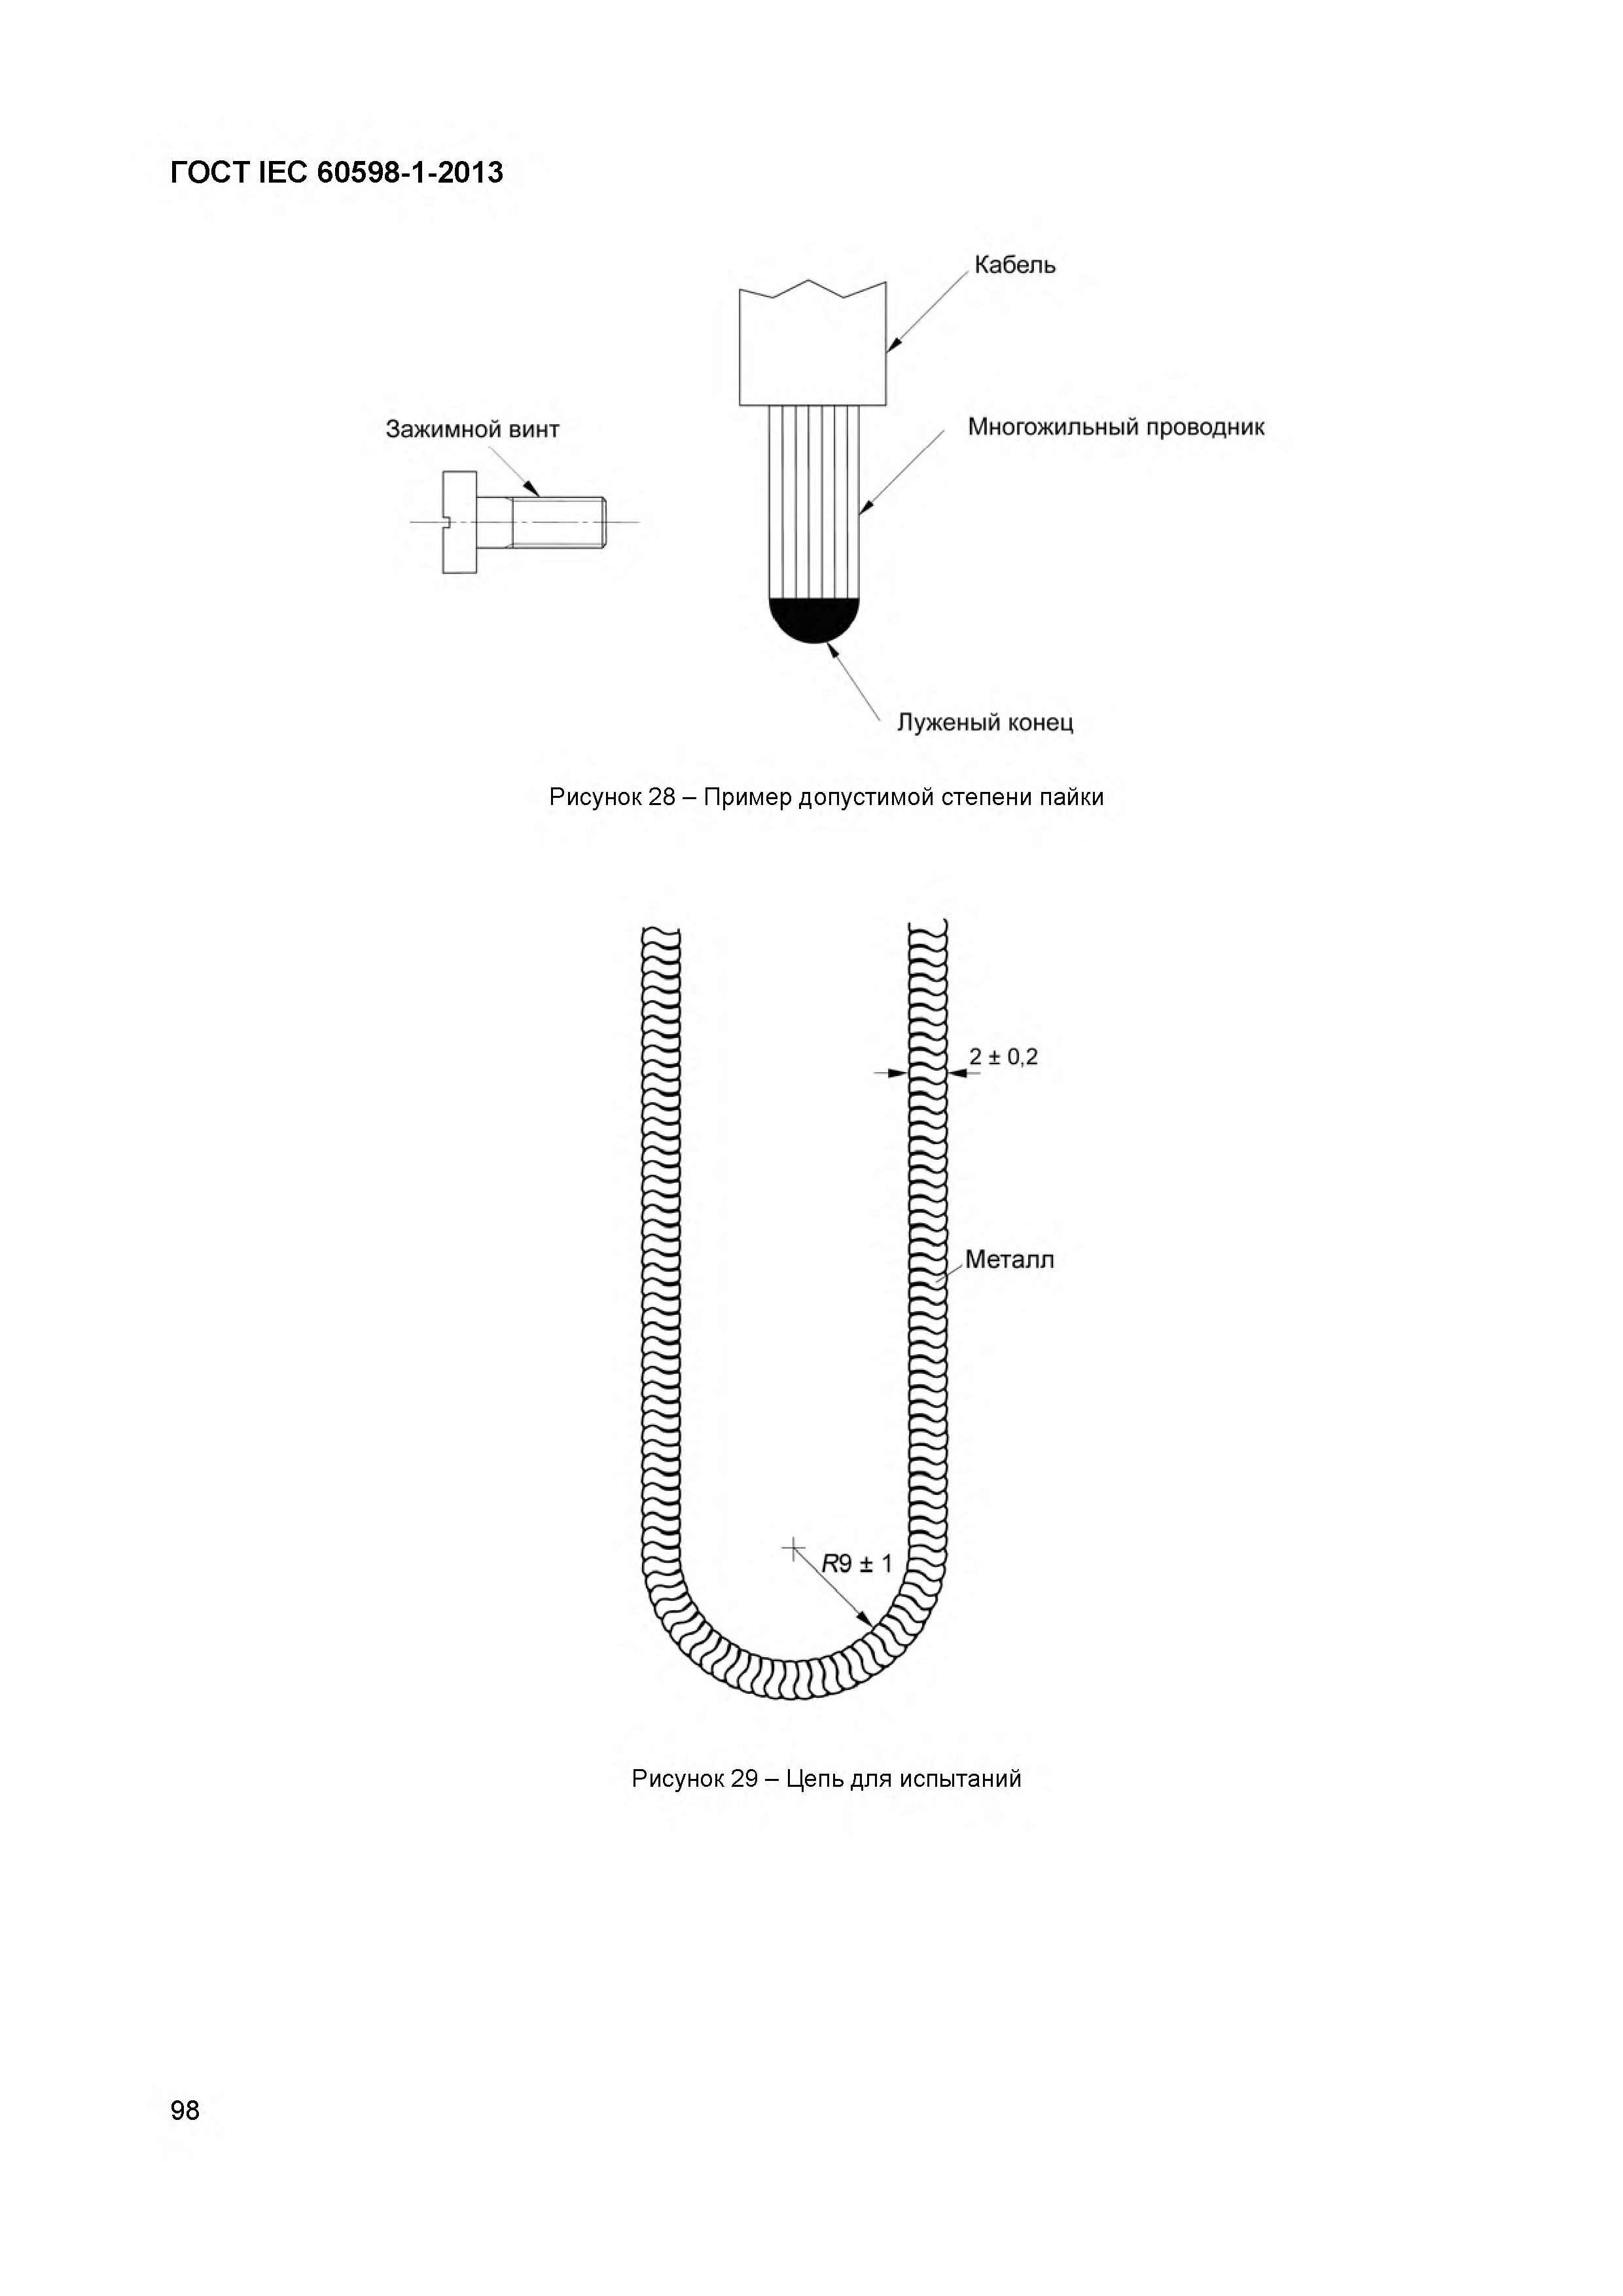 ГОСТ IEC 60598-1-2013
Кабель
Зажимной винт
Многожильный проводник
Луженый конец
Рисунок 28 – Пример допустимой степени пайки
2 ± 0,2
Металл
R9 ± 1
Рисунок 29 – Цепь для испытаний
98